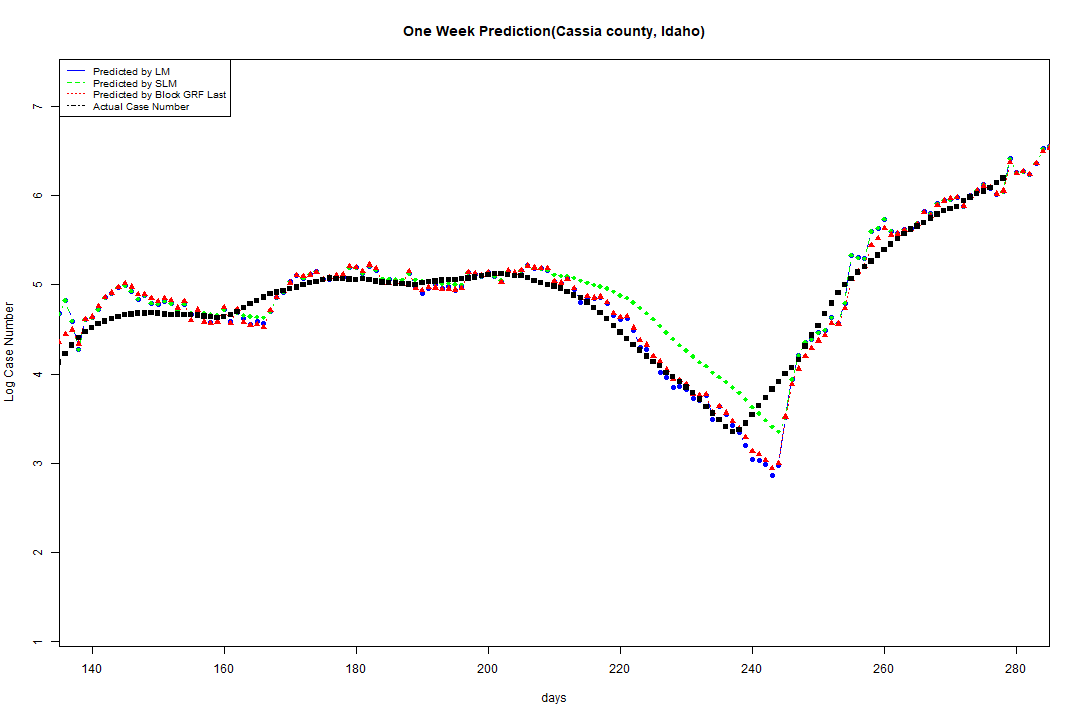 One Week Prediction(Cassia county, Idaho)
Predicted by LM
Predicted by SLM
Predicted by Block GRF Last
Actual Case Number
7
6
5
4
3
2
1
Log Case Number
140 160 180 200 220 240 260 280
days